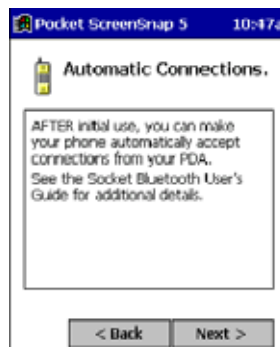 Pocket ScreenSnap 5 10:47a
Automatic Connections.
AFTER initial use, you can make
your phone automatically accept
connections from your PDA.
See the Socket Bluetooth User's
Guide for additional details.
< Back Next >